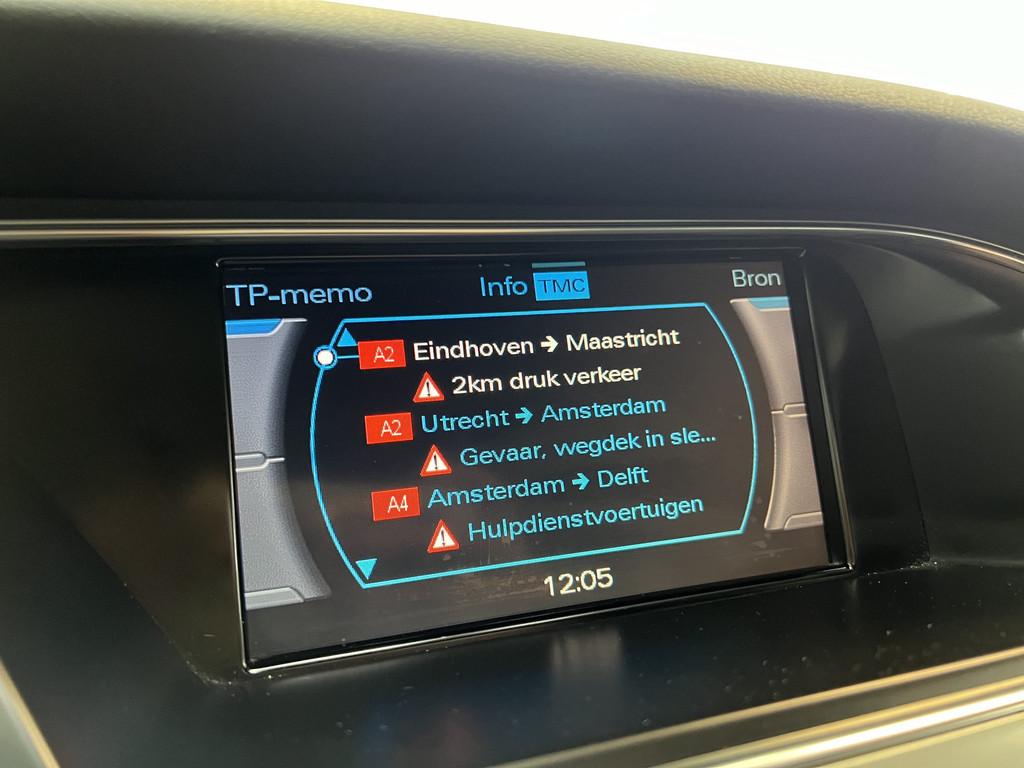 TP-memo Info TMC Bron
A2 Eindhoven → Maastricht
2km druk verkeer
A2 Utrecht → Amsterdam
Gevaar, wegdek in sle...
A4 Amsterdam → Delft
Hulpdienstvoertuigen
12:05